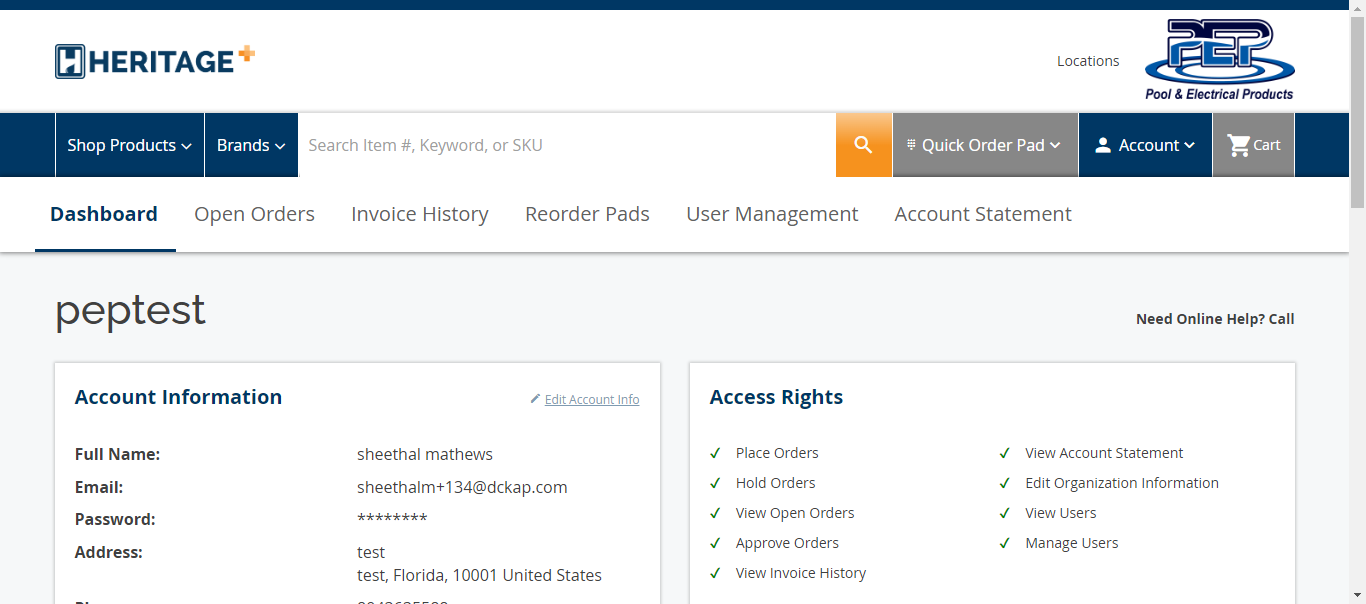 HERITAGE
Locations
PEP
Pool & Electrical Products
Shop Products
Brands
Search Item #, Keyword, or SKU
Quick Order Pad
Account
Cart
Dashboard
Open Orders
Invoice History
Reorder Pads
User Management
Account Statement
peptest
Need Online Help? Call
Account Information
Edit Account Info
Full Name: sheethal mathews
Email: sheethalm+134@dckap.com
Password: ********
Address: test
test, Florida, 10001 United States
Access Rights
Place Orders
Hold Orders
View Open Orders
Approve Orders
View Invoice History
View Account Statement
Edit Organization Information
View Users
Manage Users